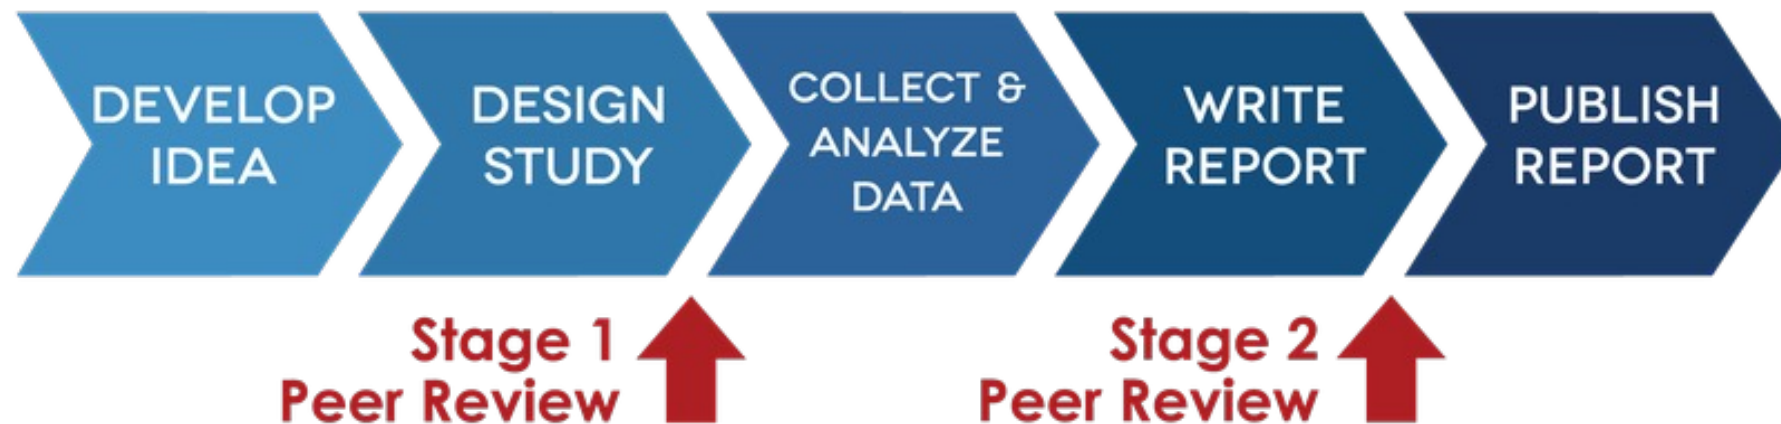 DEVELOP
IDEA
DESIGN
STUDY
COLLECT &
ANALYZE
DATA
WRITE
REPORT
PUBLISH
REPORT
Stage 1
Peer Review
Stage 2
Peer Review